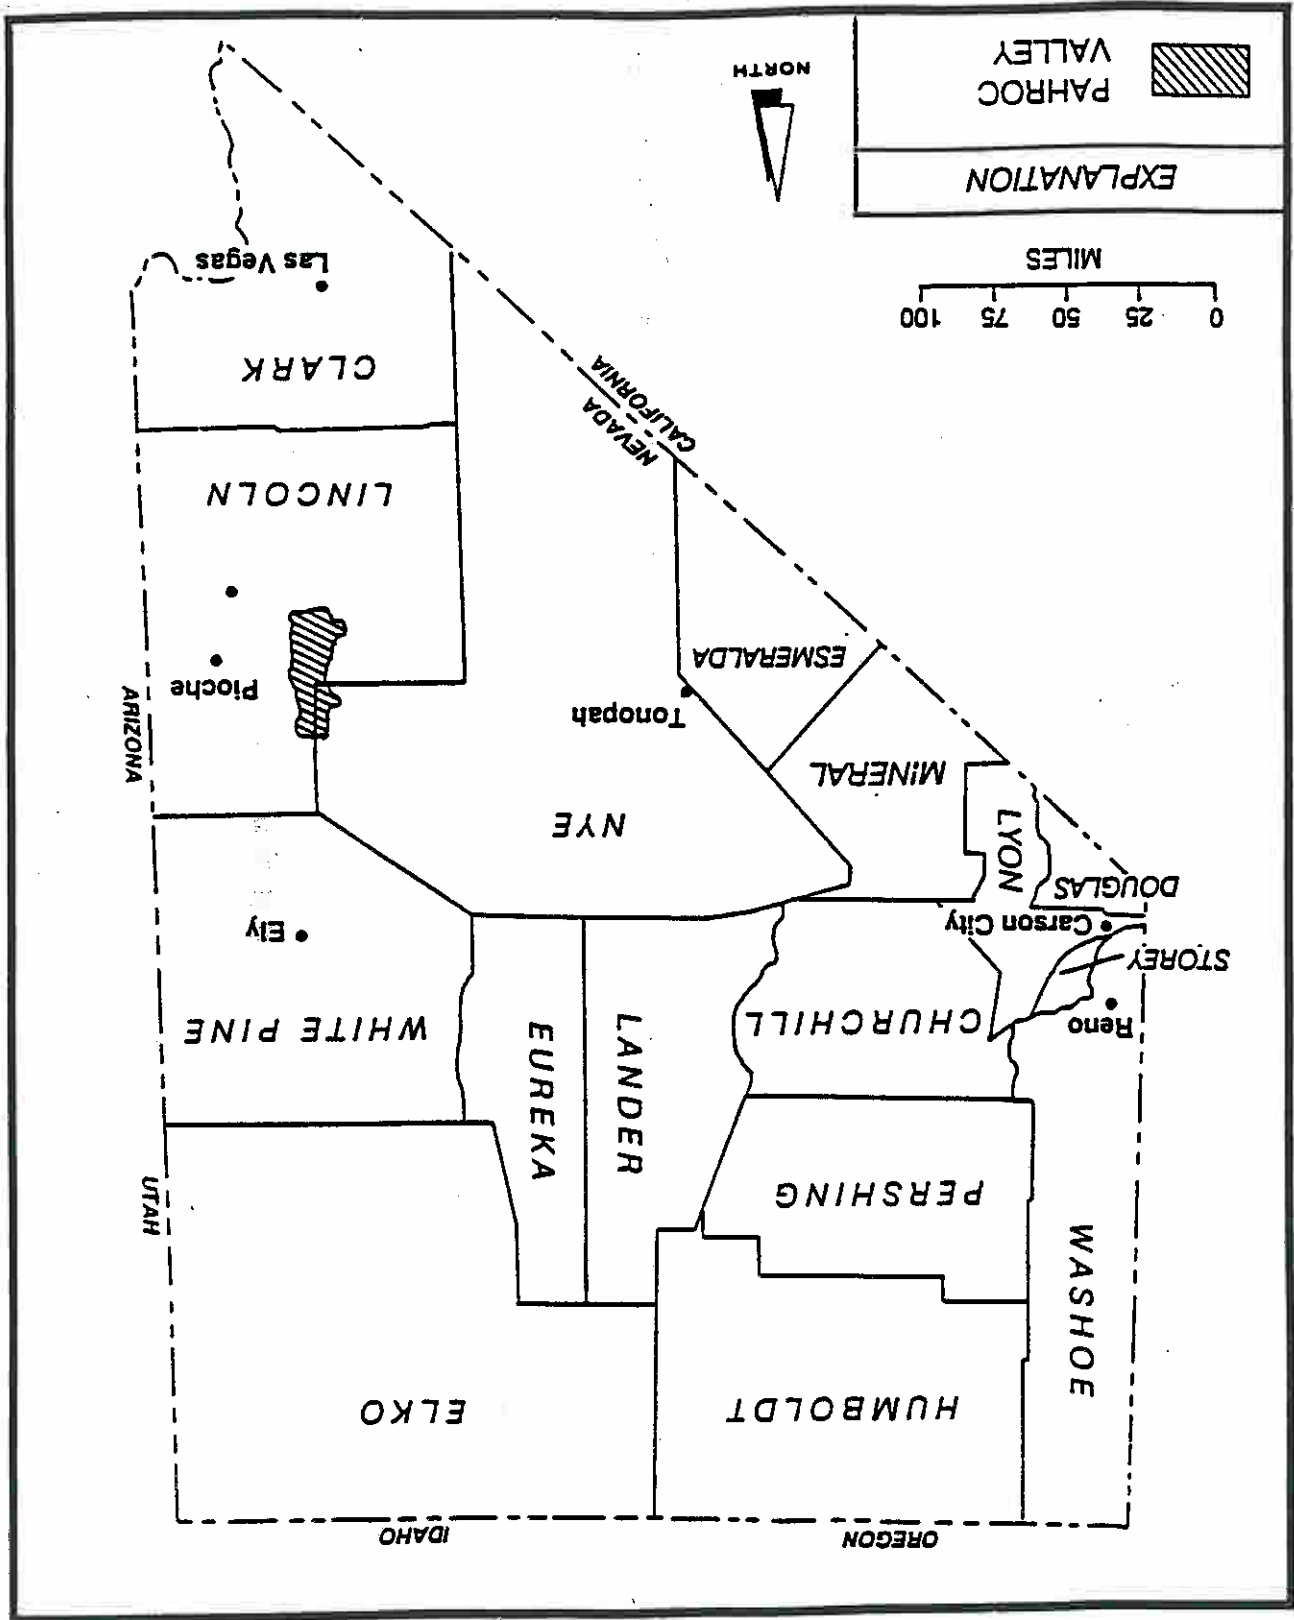 OREGON
IDAHO
HUMBOLDT
ELKO
WASHOE
PERSHING
LANDER
EUREKA
UTAH
CHURCHILL
WHITE PINE
Reno
STOREY
Carson City
Ely
DOUGLAS
LYON
NYE
MINERAL
ARIZONA
Tonopah
Pioche
ESMERALDA
LINCOLN
NEVADA
CALIFORNIA
CLARK
Las Vegas
0 25 50 75 100
MILES
EXPLANATION
PAHROC
VALLEY
NORTH